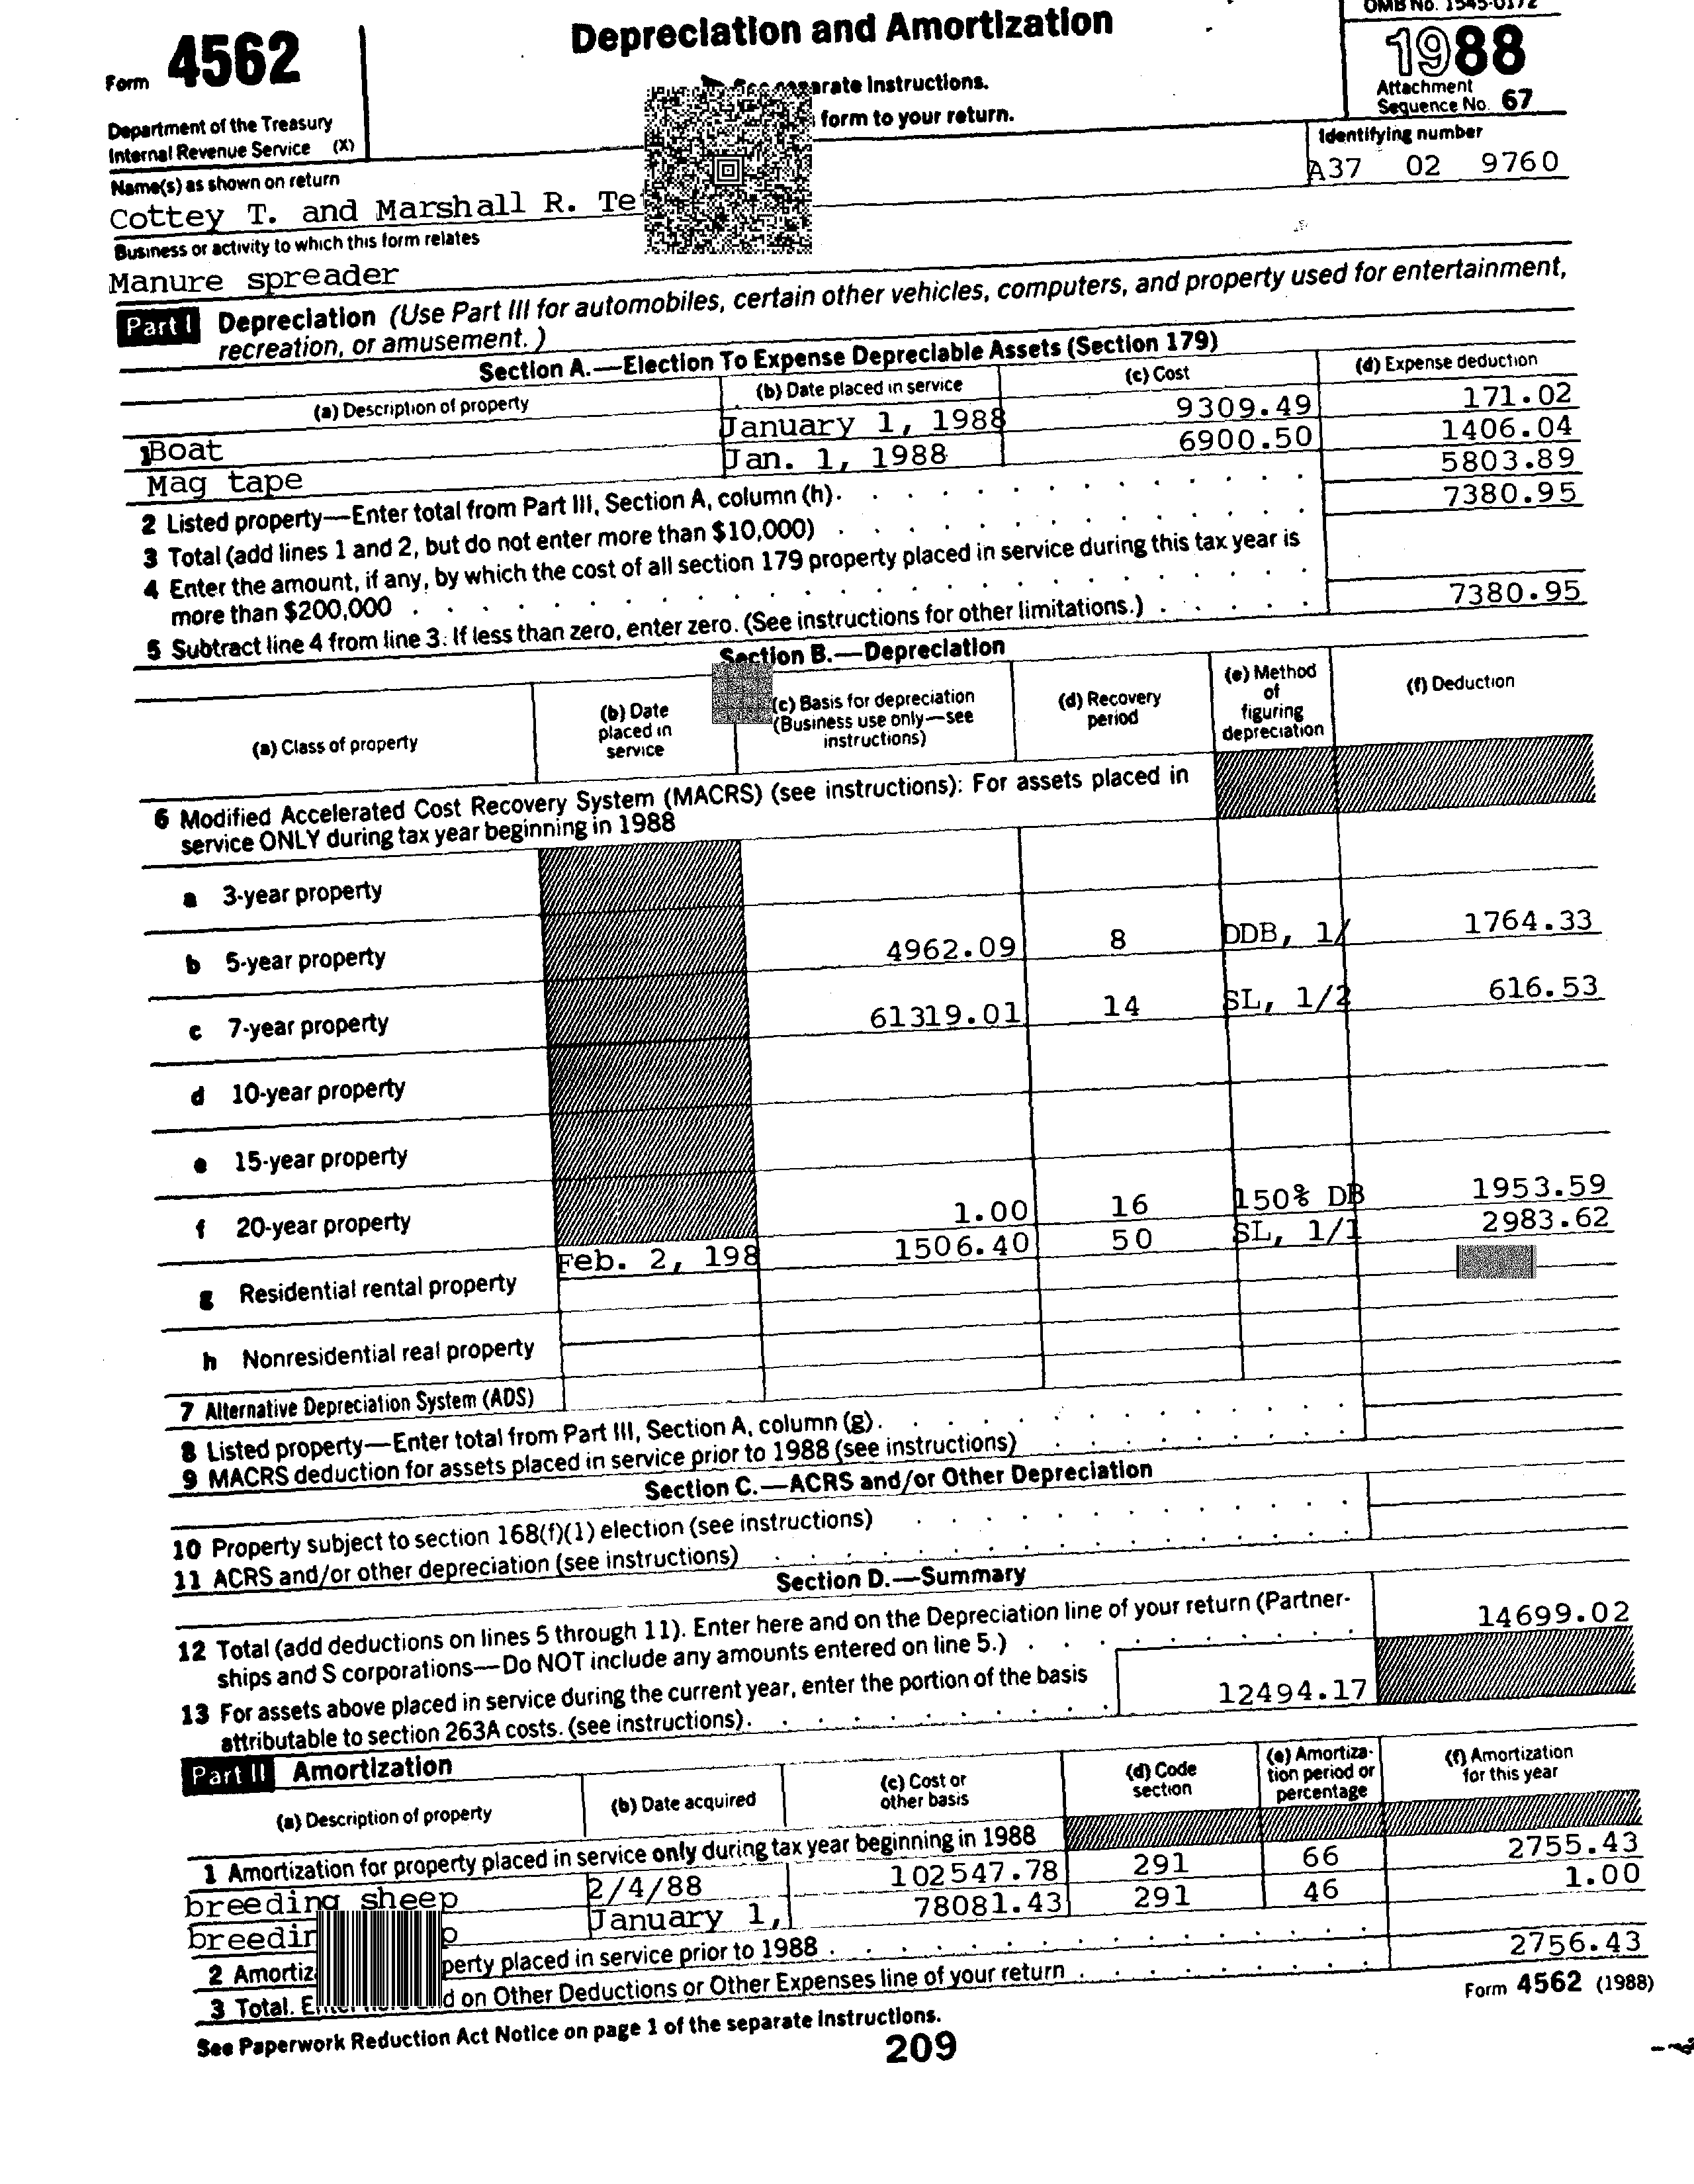 Form 4562
Depreciation and Amortization
OMB No. 1545-0172
1988
See separate Instructions.
form to your return.
Attachment
Sequence No. 67
Department of the Treasury
Internal Revenue Service (X)
Identifying number
A37 02 9760
Name(s) as shown on return
Cottey T. and Marshall R.
Business or activity to which this form relates
Manure spreader
Part I Depreciation (Use Part III for automobiles, certain other vehicles, computers, and property used for entertainment,
recreation, or amusement.)
Section A.—Election To Expense Depreciable Assets (Section 179)
(a) Description of property (b) Date placed in service (c) Cost (d) Expense deduction
1 Boat January 1, 1988 9309.49 171.02
Mag tape Jan. 1, 1988 6900.50 1406.04
2 Listed property—Enter total from Part III, Section A, column (h). 5803.89
3 Total (add lines 1 and 2, but do not enter more than $10,000) 7380.95
4 Enter the amount, if any, by which the cost of all section 179 property placed in service during this tax year is
more than $200,000
5 Subtract line 4 from line 3. If less than zero, enter zero. (See instructions for other limitations.) 7380.95
Section B.—Depreciation
(a) Class of property
(b) Date
placed in
service
(c) Basis for depreciation
(Business use only—see
instructions)
(d) Recovery
period
(e) Method
of
figuring
depreciation
(f) Deduction
6 Modified Accelerated Cost Recovery System (MACRS) (see instructions): For assets placed in
service ONLY during tax year beginning in 1988
a 3-year property
b 5-year property 4962.09 8 DDB, 1/ 1764.33
c 7-year property 61319.01 14 SL, 1/2 616.53
d 10-year property
e 15-year property
f 20-year property 1.00 16 150% DB 1953.59
Feb. 2, 198 1506.40 50 SL, 1/1 2983.62
g Residential rental property
h Nonresidential real property
7 Alternative Depreciation System (ADS)
8 Listed property—Enter total from Part III, Section A, column (g).
9 MACRS deduction for assets placed in service prior to 1988 (see instructions)
Section C.—ACRS and/or Other Depreciation
10 Property subject to section 168(f)(1) election (see instructions)
11 ACRS and/or other depreciation (see instructions)
Section D.—Summary
12 Total (add deductions on lines 5 through 11). Enter here and on the Depreciation line of your return (Partner-
ships and S corporations—Do NOT include any amounts entered on line 5.) 14699.02
13 For assets above placed in service during the current year, enter the portion of the basis
attributable to section 263A costs. (see instructions). 12494.17
Part II Amortization
(a) Description of property
(b) Date acquired
(c) Cost or
other basis
(d) Code
section
(e) Amortiza-
tion period or
percentage
(f) Amortization
for this year
1 Amortization for property placed in service only during tax year beginning in 1988
breeding sheep 2/4/88 102547.78 291 66 2755.43
January 1, 78081.43 291 46 1.00
2 placed in service prior to 1988
3 Total. on Other Deductions or Other Expenses line of your return 2756.43
See Paperwork Reduction Act Notice on page 1 of the separate Instructions.
Form 4562 (1988)
209